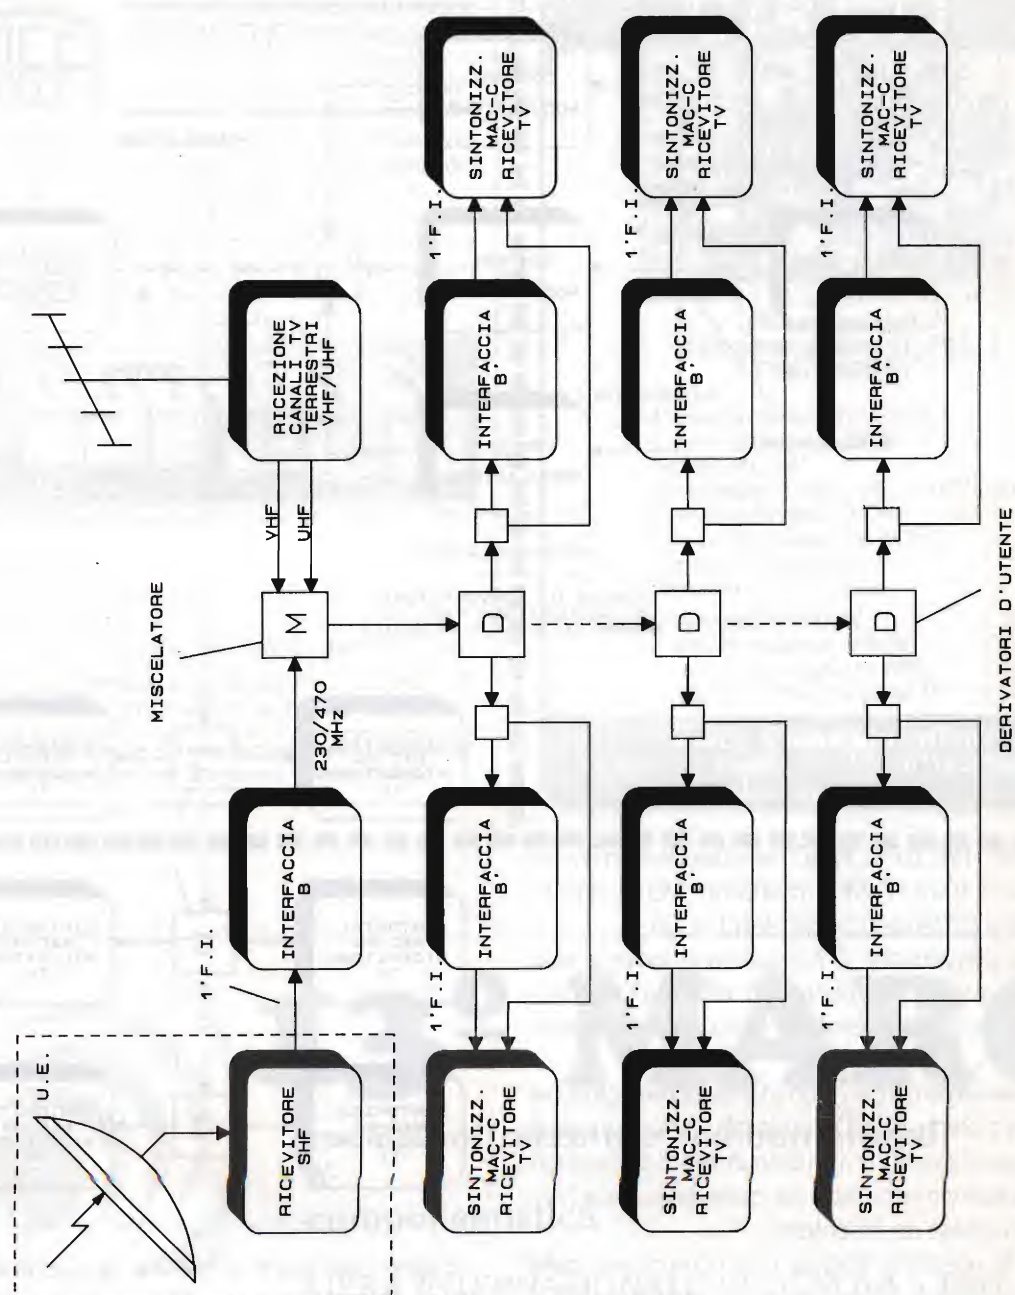 U.E.
RICEVITORE
SHF
1'F.I.
INTERFACCIA
B
230/470
MHz
MISCELATORE
M
VHF
UHF
RICEZIONE
CANALI TV
TERRESTRI
VHF/UHF
SINTONIZZ.
MAC-C
RICEVITORE
TV
1'F.I.
INTERFACCIA
B'
D
INTERFACCIA
B'
1'F.I.
SINTONIZZ.
MAC-C
RICEVITORE
TV
SINTONIZZ.
MAC-C
RICEVITORE
TV
1'F.I.
INTERFACCIA
B'
D
INTERFACCIA
B'
1'F.I.
SINTONIZZ.
MAC-C
RICEVITORE
TV
SINTONIZZ.
MAC-C
RICEVITORE
TV
1'F.I.
INTERFACCIA
B'
D
INTERFACCIA
B'
1'F.I.
SINTONIZZ.
MAC-C
RICEVITORE
TV
DERIVATORI D'UTENTE